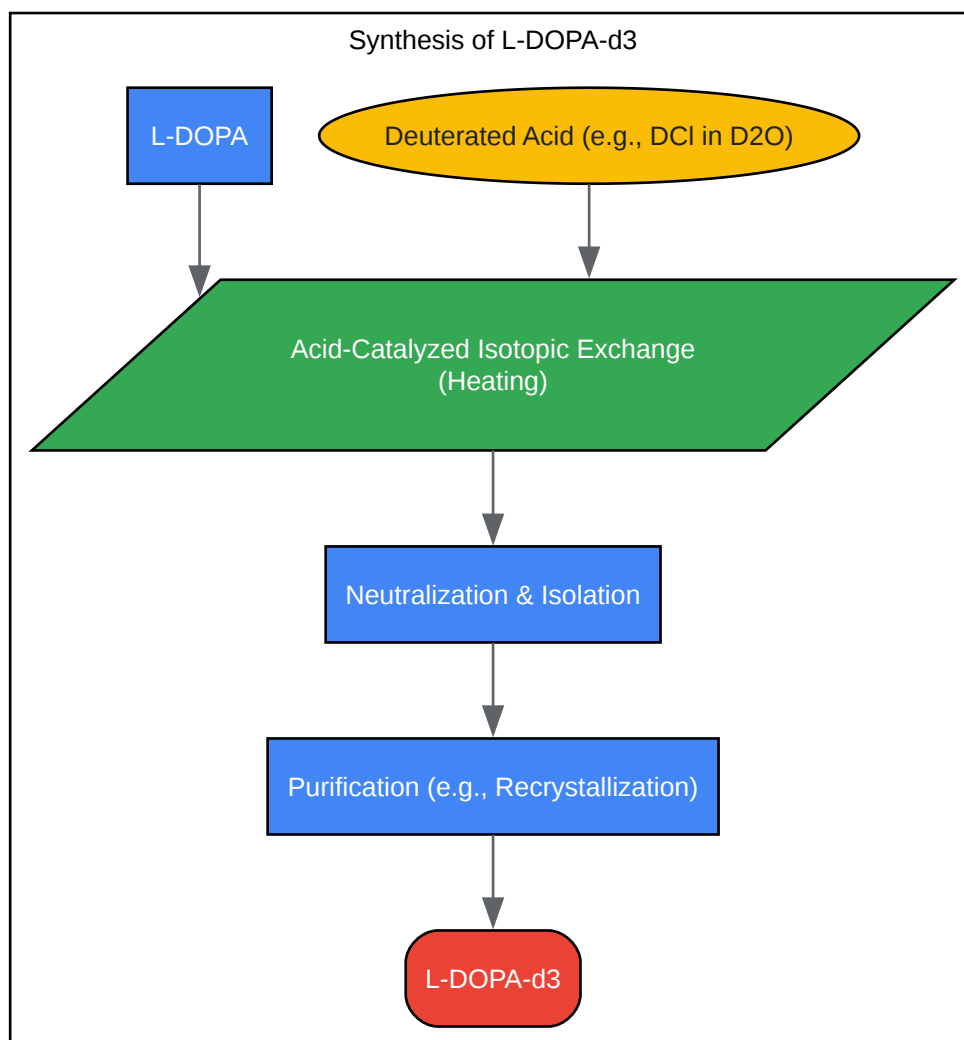 Synthesis of L-DOPA-d3
L-DOPA
Deuterated Acid (e.g., DCl in D2O)
Acid-Catalyzed Isotopic Exchange
(Heating)
Neutralization & Isolation
Purification (e.g., Recrystallization)
L-DOPA-d3